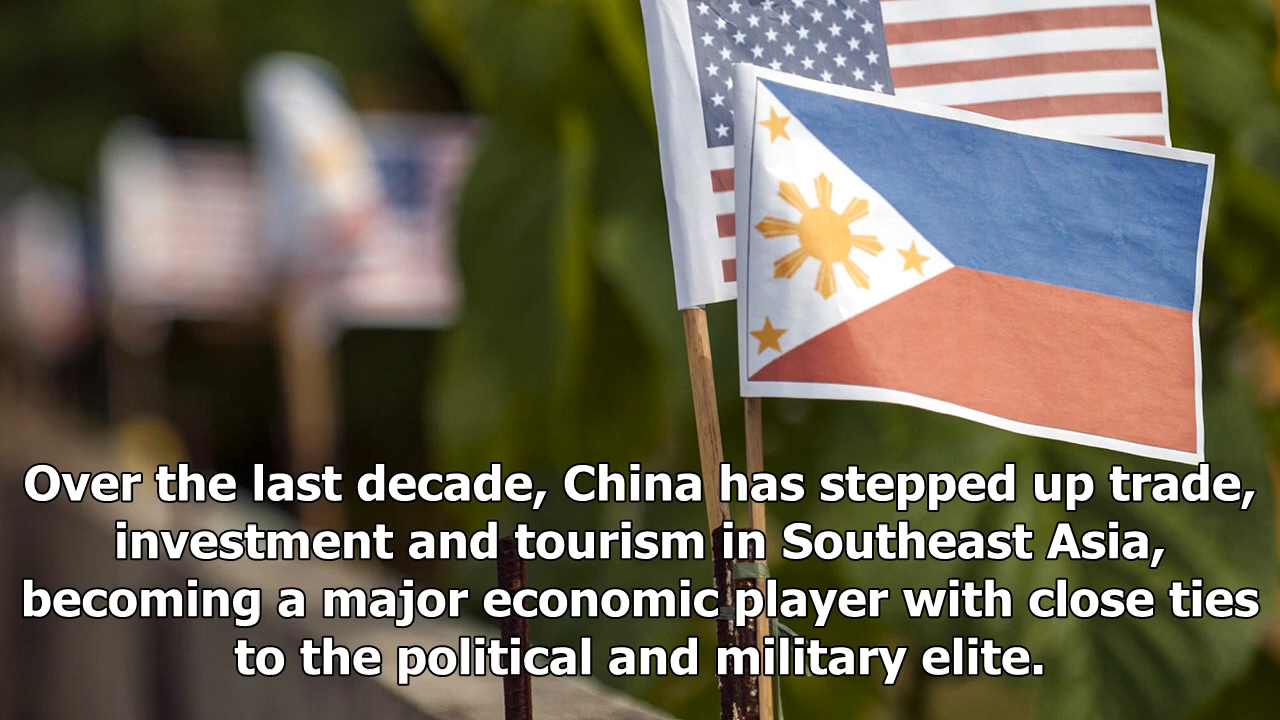 Over the last decade, China has stepped up trade,
investment and tourism in Southeast Asia,
becoming a major economic player with close ties
to the political and military elite.